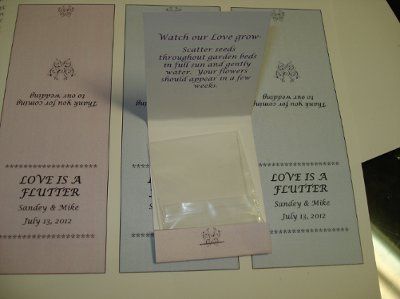 Thank you for coming
to our wedding
LOVE IS A
FLUTTER
Sandey & Mike
July 13, 2012
Watch our Love grow
Scatter seeds
throughout garden beds
in full sun and gently
water. Your flowers
should appear in a few
weeks.
Thank you for coming
to our wedding
LOVE IS A
FLUTTER
Sandey & Mike
July 13, 2012